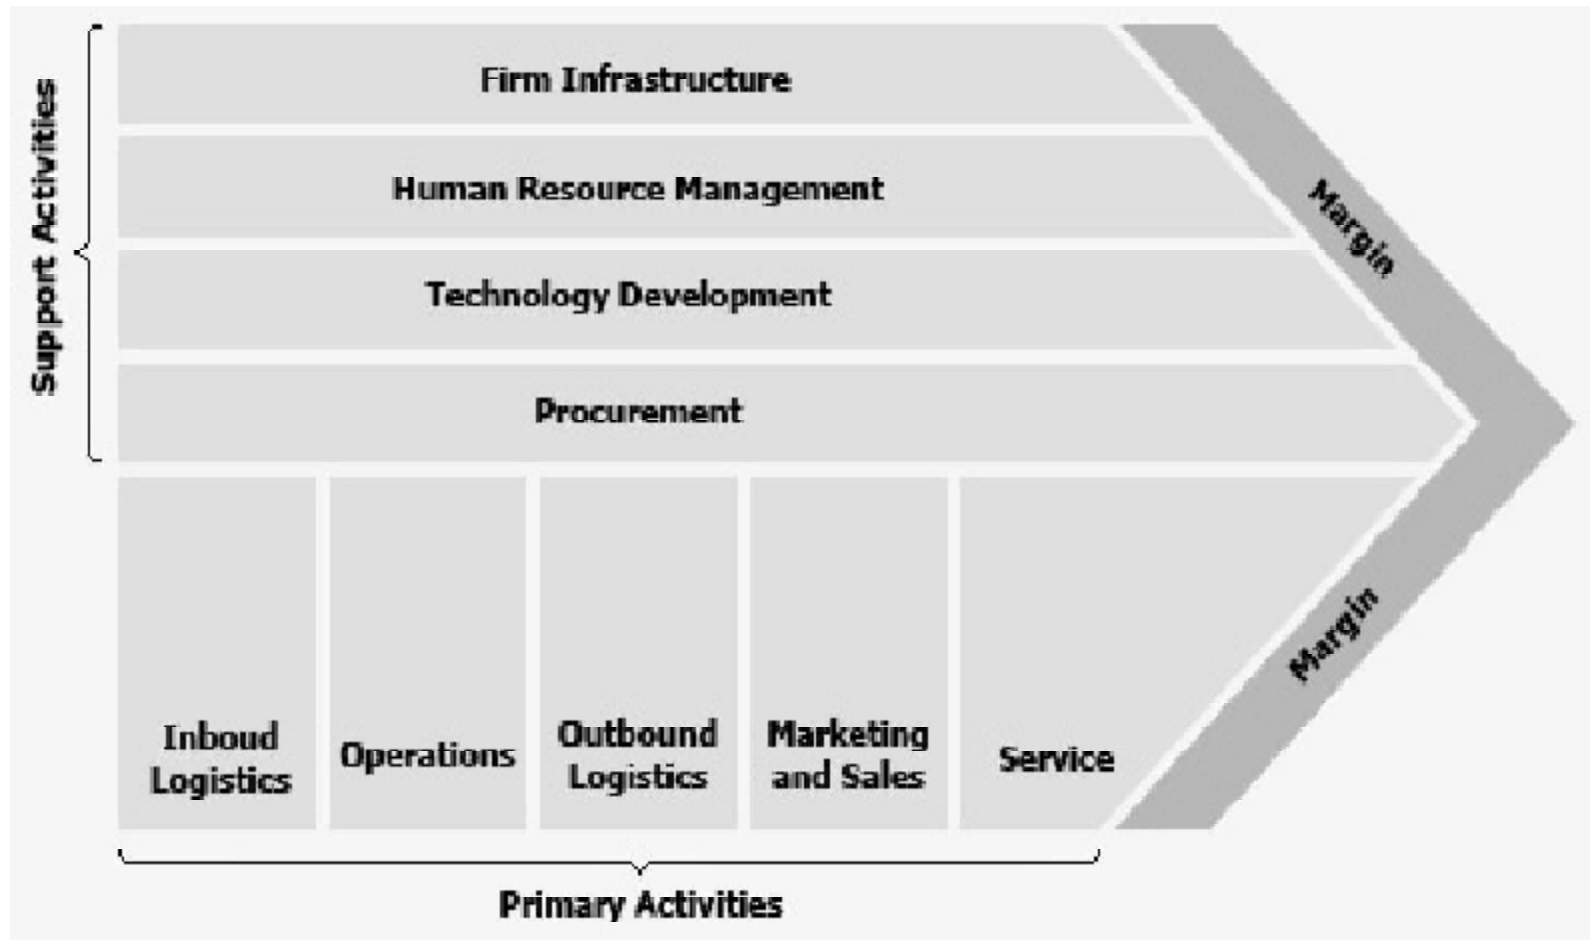 Support Activities
Firm Infrastructure
Human Resource Management
Technology Development
Procurement
Margin
Margin
Inboud
Logistics
Operations
Outbound
Logistics
Marketing
and Sales
Service
Primary Activities